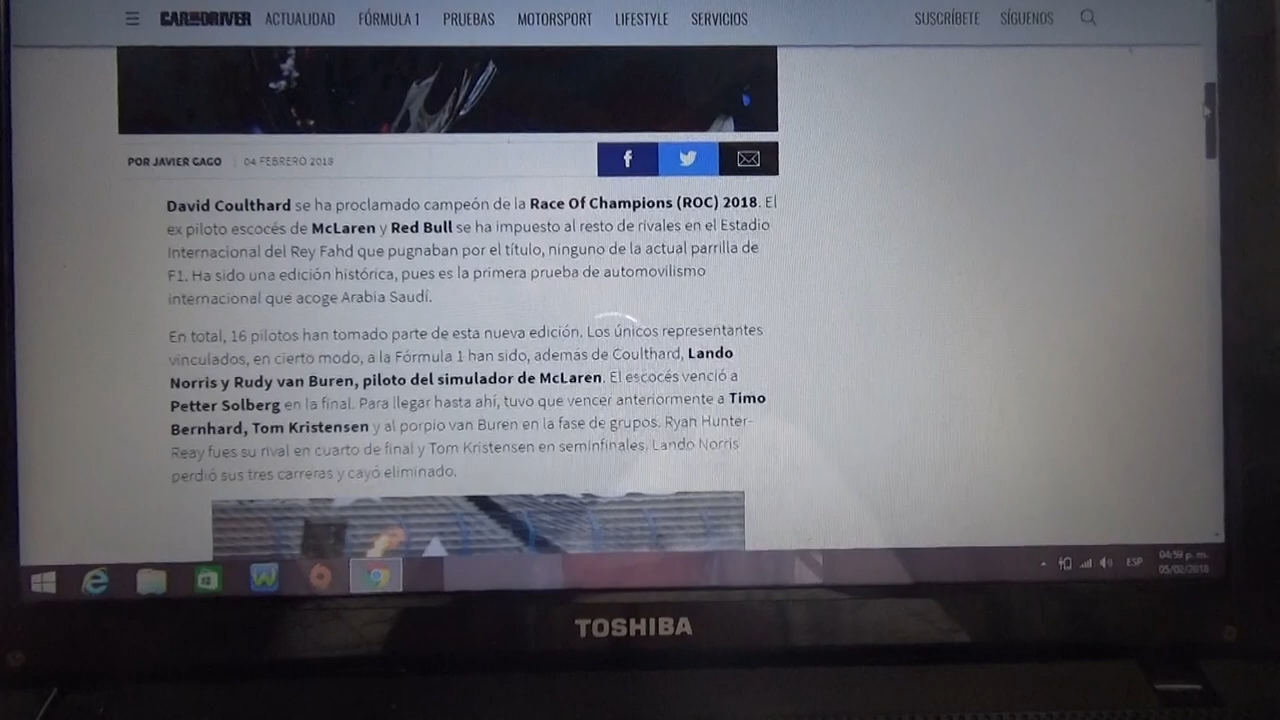 CAR AND DRIVER ACTUALIDAD FÓRMULA 1 PRUEBAS MOTORSPORT LIFESTYLE SERVICIOS SUSCRÍBETE SÍGUENOS
POR JAVIER GAGO 04 FEBRERO 2018
David Coulthard se ha proclamado campeón de la Race Of Champions (ROC) 2018. El
ex piloto escocés de McLaren y Red Bull se ha impuesto al resto de rivales en el Estadio
Internacional del Rey Fahd que pugnaban por el título, ninguno de la actual parrilla de
F1. Ha sido una edición histórica, pues es la primera prueba de automovilismo
internacional que acoge Arabia Saudí.
En total, 16 pilotos han tomado parte de esta nueva edición. Los únicos representantes
vinculados, en cierto modo, a la Fórmula 1 han sido, además de Coulthard, Lando
Norris y Rudy van Buren, piloto del simulador de McLaren. El escocés venció a
Petter Solberg en la final. Para llegar hasta ahí, tuvo que vencer anteriormente a Timo
Bernhard, Tom Kristensen y al porpio van Buren en la fase de grupos. Ryan Hunter-
Reay fues su rival en cuarto de final y Tom Kristensen en seminfinales. Lando Norris
perdió sus tres carreras y cayó eliminado.
ESP
04:59 p. m.
05/02/2018
TOSHIBA